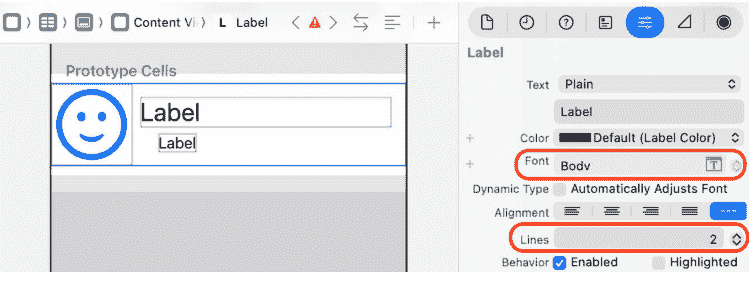 Content Vi
L Label
Prototype Cells
Label
Label
Label
Text Plain
Label
Color Default (Label Color)
Font Body
Dynamic Type Automatically Adjusts Font
Alignment
Lines 2
Behavior Enabled Highlighted